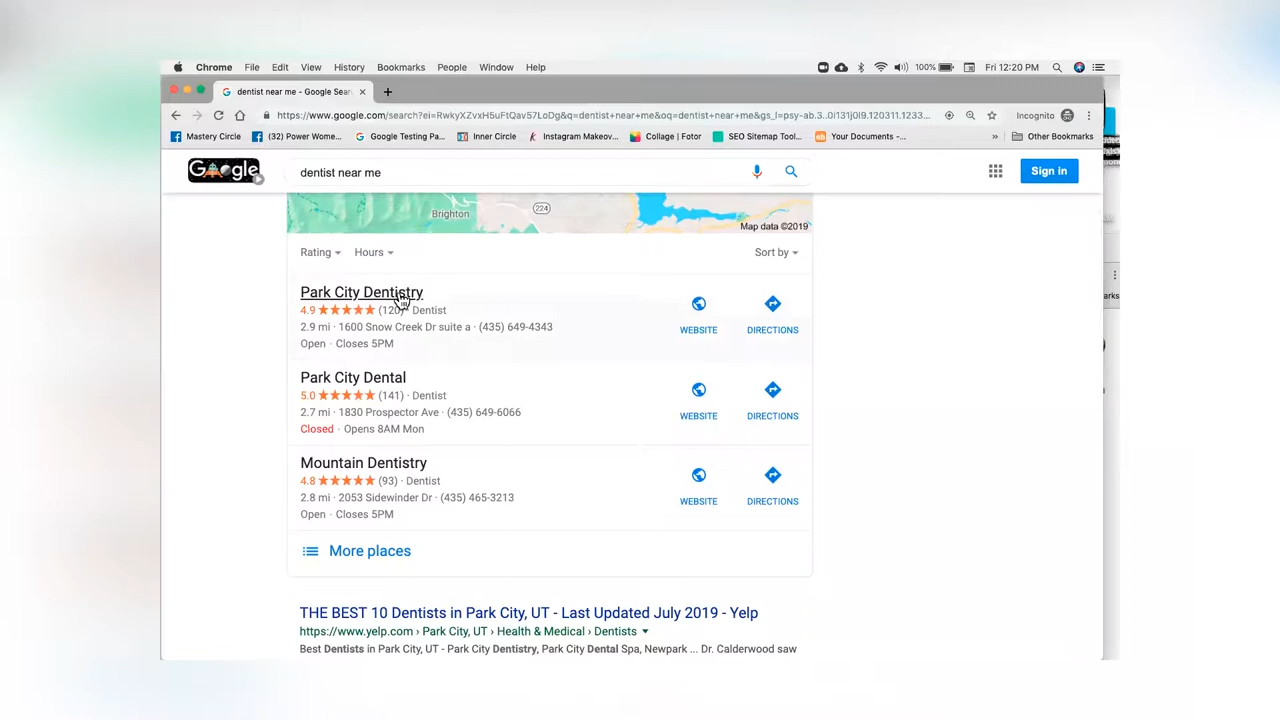 Chrome File Edit View History Bookmarks People Window Help 100% Fri 12:20 PM
dentist near me - Google Sear
https://www.google.com/search?ei=RwkyXZvxH5uFtQav57LoDg&q=dentist+near+me&oq=dentist+near+me&gs_l=psy-ab.3..0i131j0l9.120311.1233... Incognito
Mastery Circle (32) Power Wome... Google Testing Pa... Inner Circle Instagram Makeov... Collage | Fotor SEO Sitemap Tool... Your Documents -... » Other Bookmarks
Google dentist near me Sign in
Brighton 224
Map data ©2019
Rating Hours Sort by
Park City Dentistry
4.9 (120) · Dentist
2.9 mi · 1600 Snow Creek Dr suite a · (435) 649-4343
Open · Closes 5PM
WEBSITE DIRECTIONS
Park City Dental
5.0 (141) · Dentist
2.7 mi · 1830 Prospector Ave · (435) 649-6066
Closed · Opens 8AM Mon
WEBSITE DIRECTIONS
Mountain Dentistry
4.8 (93) · Dentist
2.8 mi · 2053 Sidewinder Dr · (435) 465-3213
Open · Closes 5PM
WEBSITE DIRECTIONS
More places
THE BEST 10 Dentists in Park City, UT - Last Updated July 2019 - Yelp
https://www.yelp.com › Park City, UT › Health & Medical › Dentists
Best Dentists in Park City, UT - Park City Dentistry, Park City Dental Spa, Newpark ... Dr. Calderwood saw